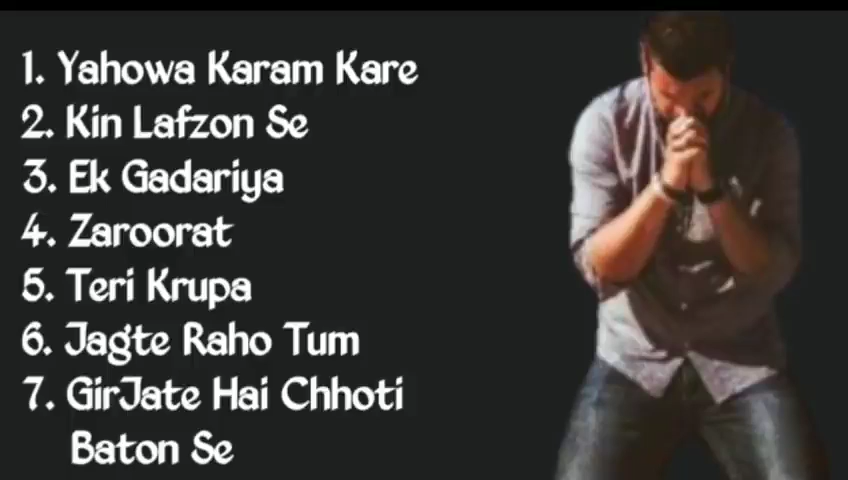 1. Yahowa Karam Kare
2. Kin Lafzon Se
3. Ek Gadariya
4. Zaroorat
5. Teri Krupa
6. Jagte Raho Tum
7. GirJate Hai Chhoti
Baton Se